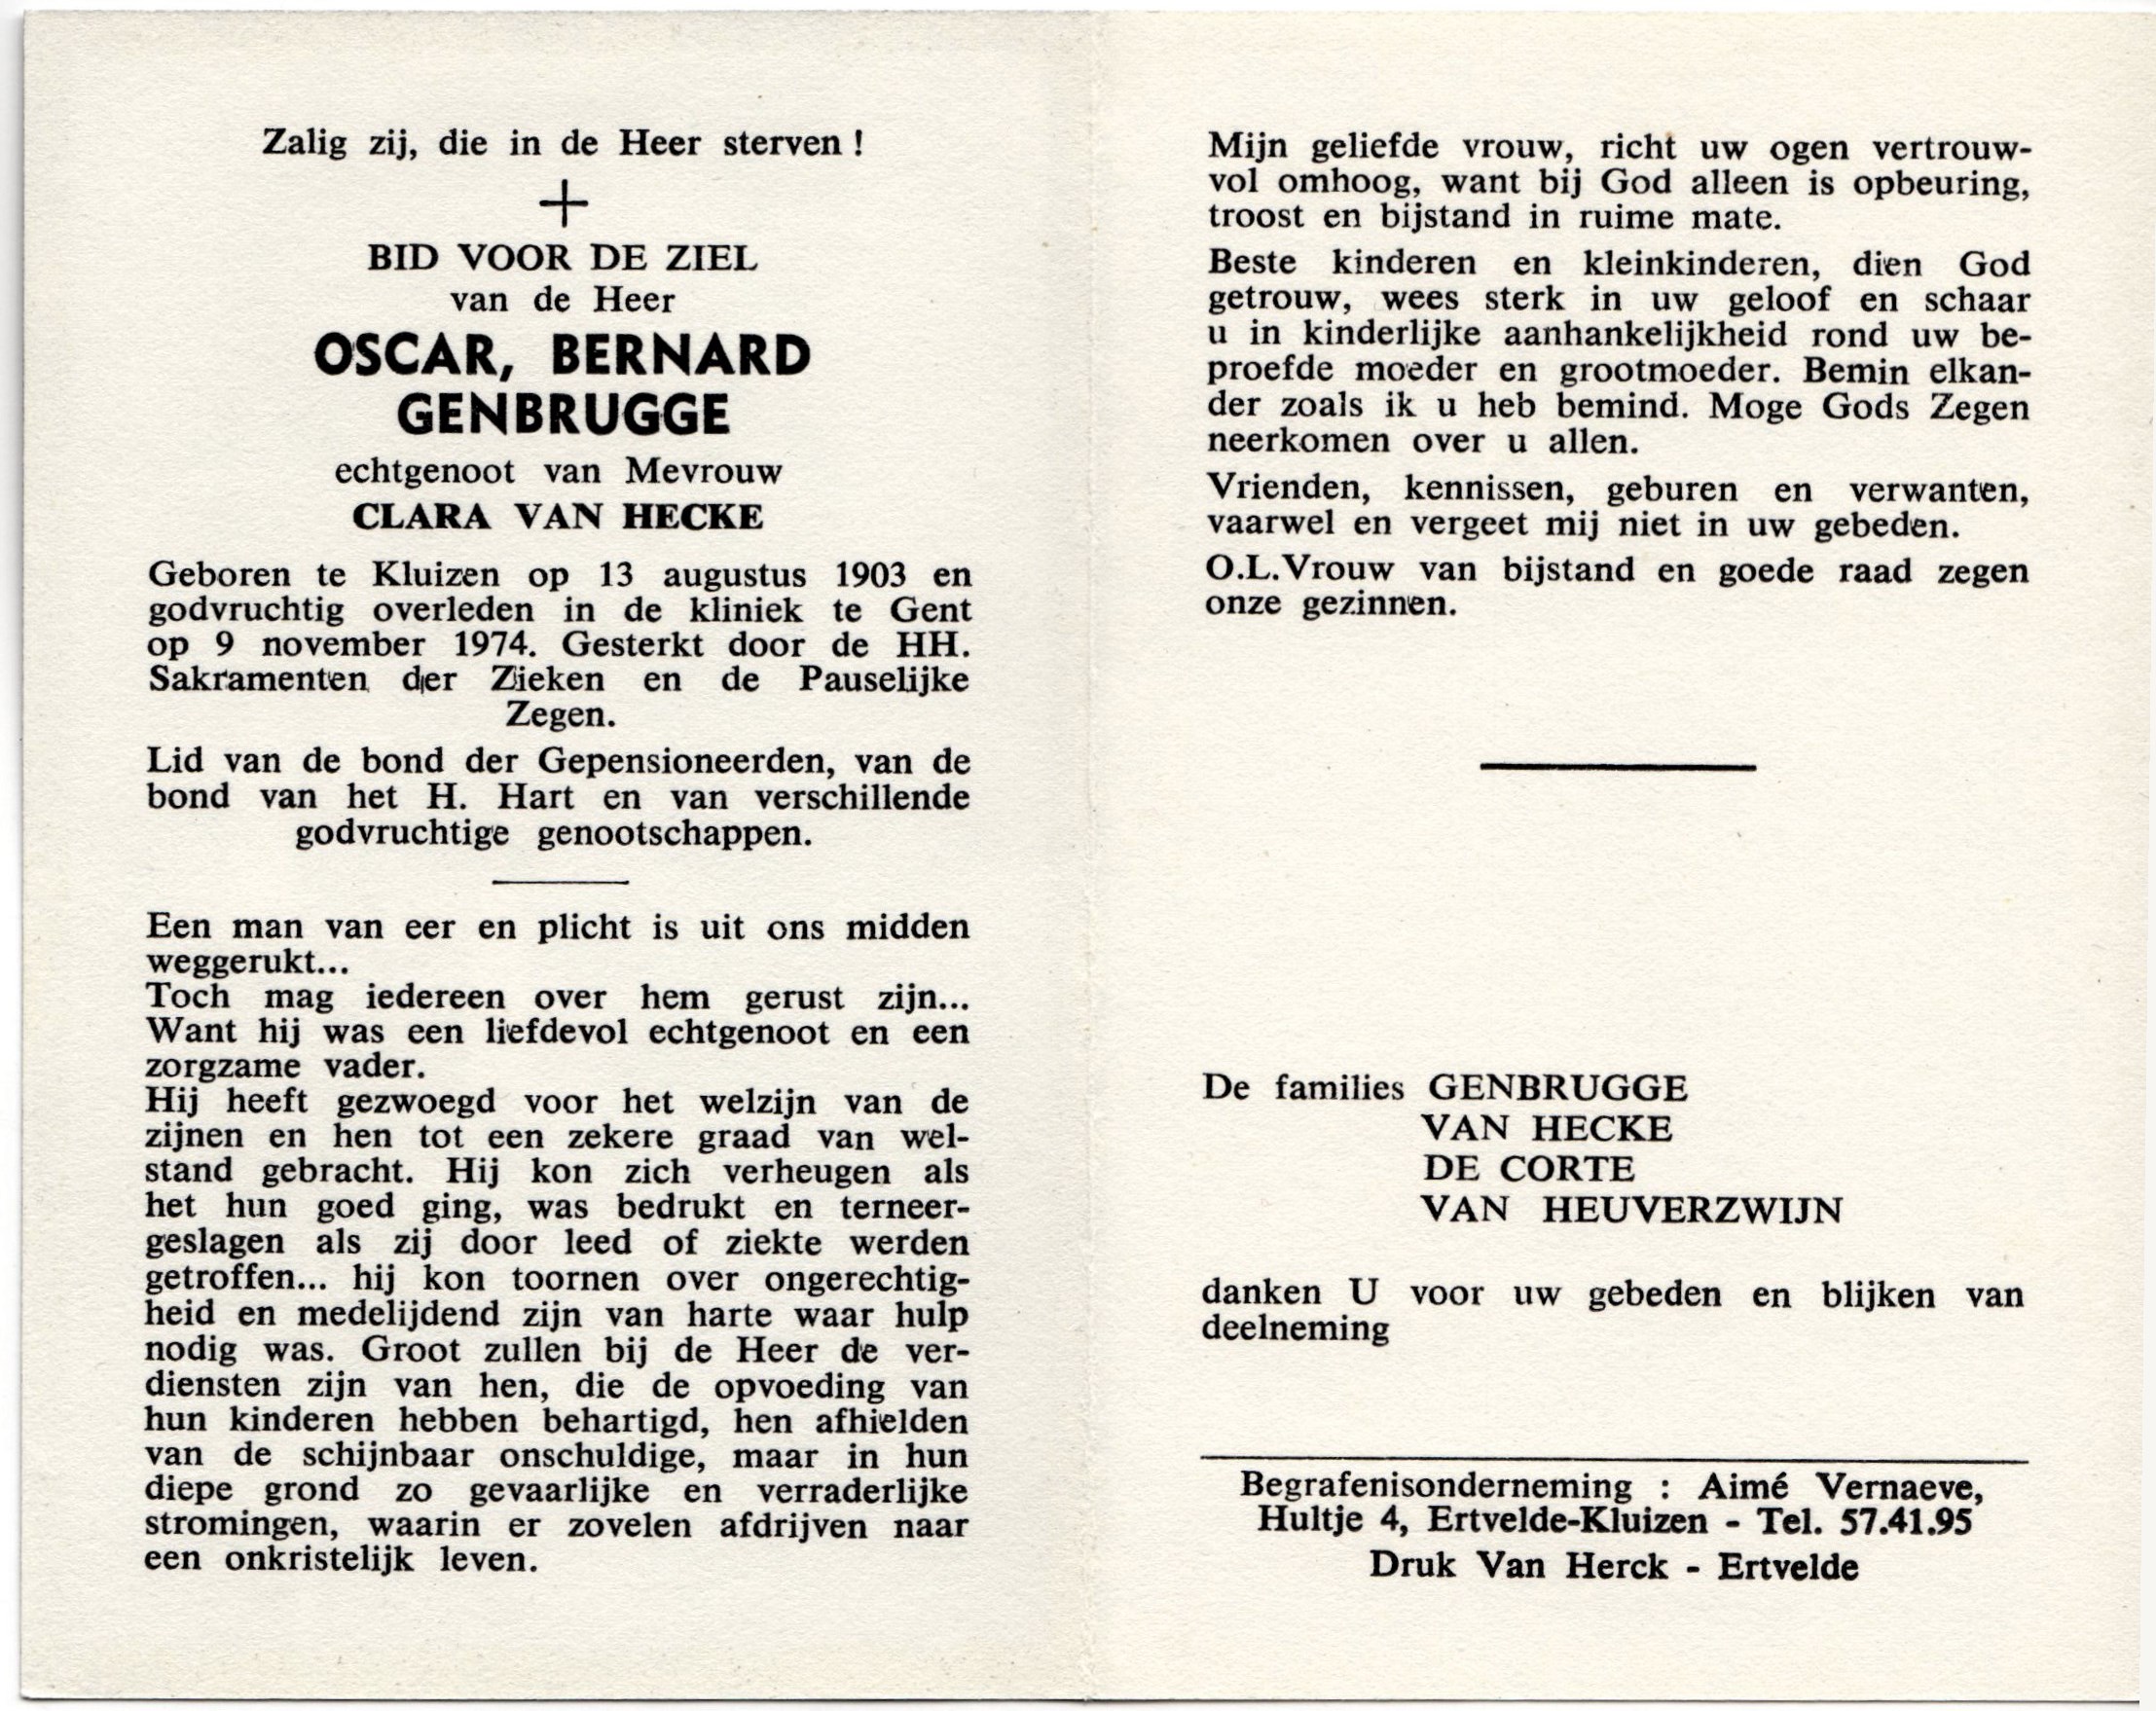 Zalig zij, die in de Heer sterven !
BID VOOR DE ZIEL
van de Heer
OSCAR, BERNARD
GENBRUGGE
echtgenoot van Mevrouw
CLARA VAN HECKE
Geboren te Kluizen op 13 augustus 1903 en
godvruchtig overleden in de kliniek te Gent
op 9 november 1974. Gesterkt door de HH.
Sakramenten der Zieken en de Pauselijke
Zegen.
Lid van de bond der Gepensioneerden, van de
bond van het H. Hart en van verschillende
godvruchtige genootschappen.
Een man van eer en plicht is uit ons midden
weggerukt...
Toch mag iedereen over hem gerust zijn...
Want hij was een liefdevol echtgenoot en een
zorgzame vader.
Hij heeft gezwoegd voor het welzijn van de
zijnen en hen tot een zekere graad van wel-
stand gebracht. Hij kon zich verheugen als
het hun goed ging, was bedrukt en terneer-
geslagen als zij door leed of ziekte werden
getroffen... hij kon toornen over ongerechtig-
heid en medelijdend zijn van harte waar hulp
nodig was. Groot zullen bij de Heer de ver-
diensten zijn van hen, die de opvoeding van
hun kinderen hebben behartigd, hen afhielden
van de schijnbaar onschuldige, maar in hun
diepe grond zo gevaarlijke en verraderlijke
stromingen, waarin er zovelen afdrijven naar
een onkristelijk leven.
Mijn geliefde vrouw, richt uw ogen vertrouw-
vol omhoog, want bij God alleen is opbeuring,
troost en bijstand in ruime mate.
Beste kinderen en kleinkinderen, dien God
getrouw, wees sterk in uw geloof en schaar
u in kinderlijke aanhankelijkheid rond uw be-
proefde moeder en grootmoeder. Bemin elkan-
der zoals ik u heb bemind. Moge Gods Zegen
neerkomen over u allen.
Vrienden, kennissen, geburen en verwanten,
vaarwel en vergeet mij niet in uw gebeden.
O.L.Vrouw van bijstand en goede raad zegen
onze gezinnen.
De families GENBRUGGE
VAN HECKE
DE CORTE
VAN HEUVERZWIJN
danken U voor uw gebeden en blijken van
deelneming
Begrafenisonderneming : Aimé Vernaeve,
Hultje 4, Ertvelde-Kluizen - Tel. 57.41.95
Druk Van Herck - Ertvelde